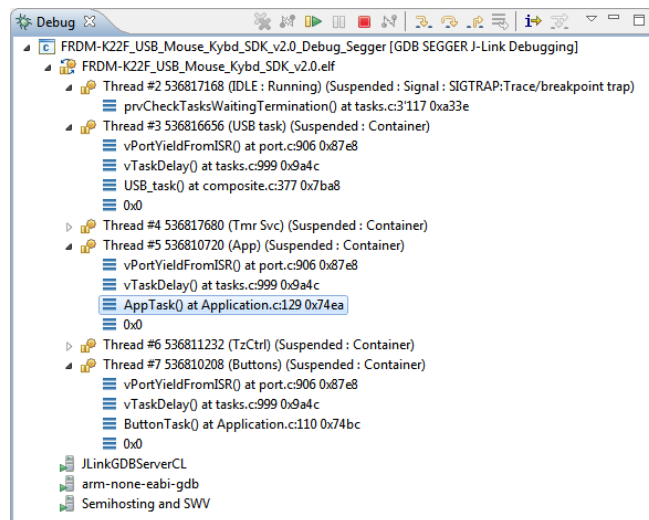 Debug
FRDM-K22F_USB_Mouse_Kybd_SDK_v2.0_Debug_Segger [GDB SEGGER J-Link Debugging]
FRDM-K22F_USB_Mouse_Kybd_SDK_v2.0.elf
Thread #2 536817168 (IDLE : Running) (Suspended : Signal : SIGTRAP:Trace/breakpoint trap)
prvCheckTasksWaitingTermination() at tasks.c:3'117 0xa33e
Thread #3 536816656 (USB task) (Suspended : Container)
vPortYieldFromISR() at port.c:906 0x87e8
vTaskDelay() at tasks.c:999 0x9a4c
USB_task() at composite.c:377 0x7ba8
0x0
Thread #4 536817680 (Tmr Svc) (Suspended : Container)
Thread #5 536810720 (App) (Suspended : Container)
vPortYieldFromISR() at port.c:906 0x87e8
vTaskDelay() at tasks.c:999 0x9a4c
AppTask() at Application.c:129 0x74ea
0x0
Thread #6 536811232 (TzCtrl) (Suspended : Container)
Thread #7 536810208 (Buttons) (Suspended : Container)
vPortYieldFromISR() at port.c:906 0x87e8
vTaskDelay() at tasks.c:999 0x9a4c
ButtonTask() at Application.c:110 0x74bc
0x0
JLinkGDBServerCL
arm-none-eabi-gdb
Semihosting and SWV